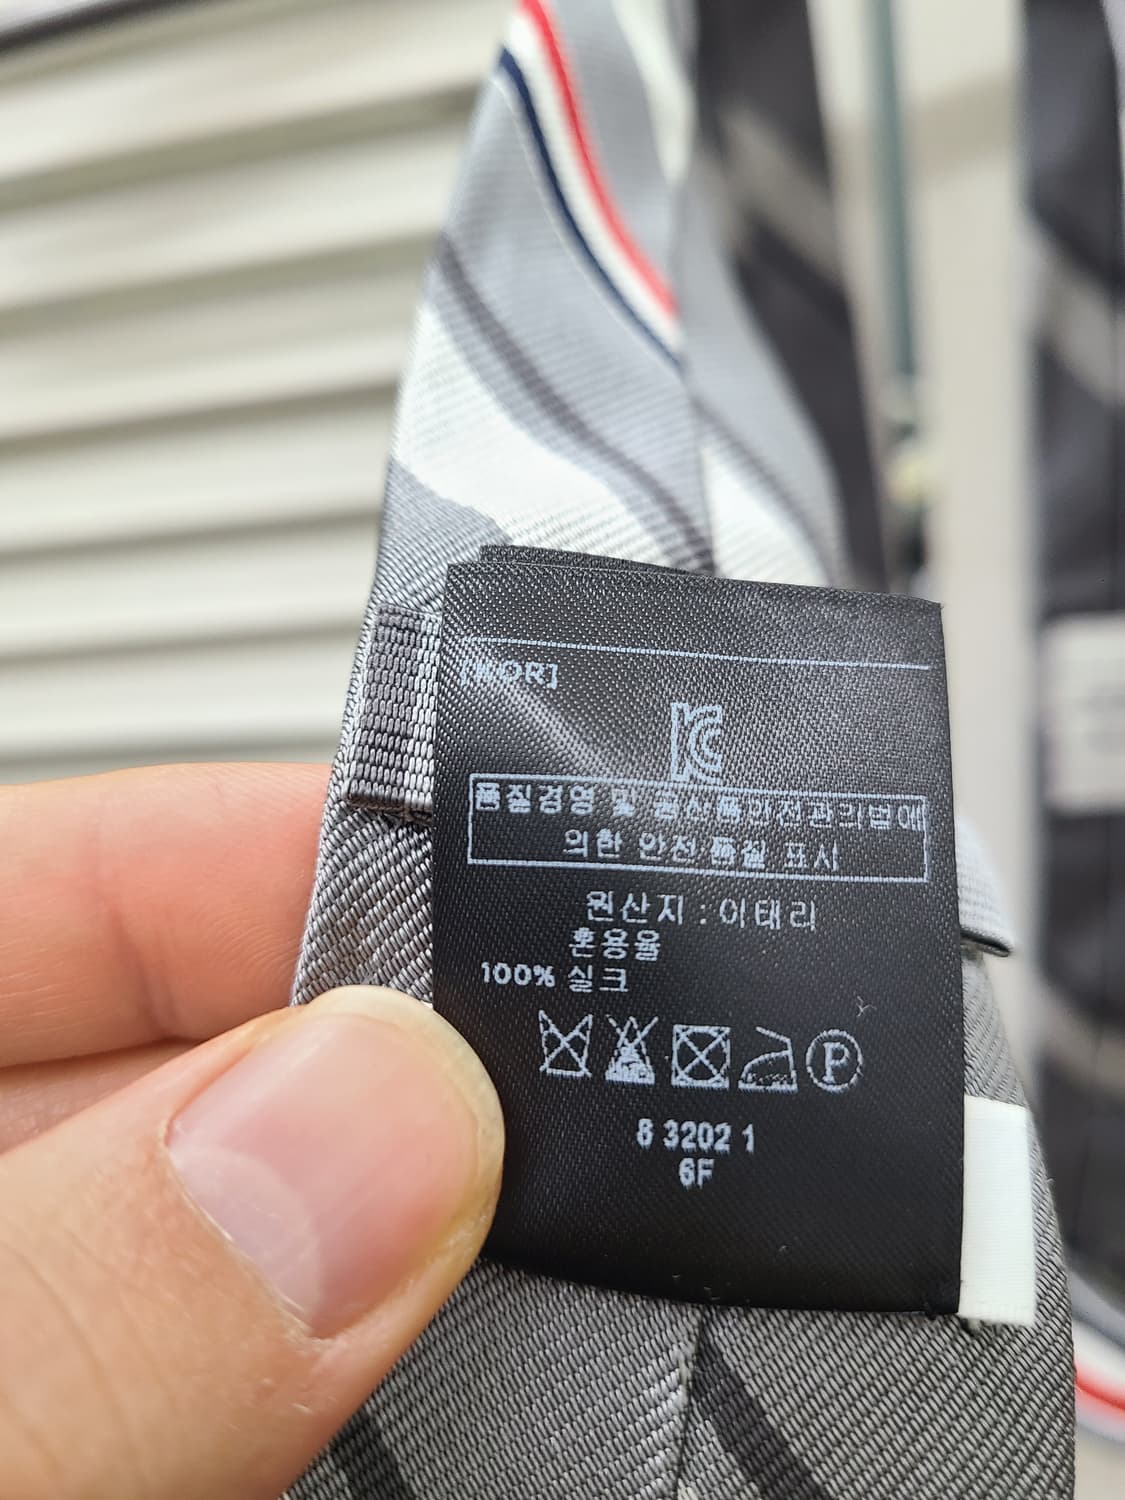 [KOR]
품질경영 및 공산품안전관리법에
의한 안전 품질 표시
원산지 : 이태리
혼용율
100% 실크
P
8 3202 1
6F